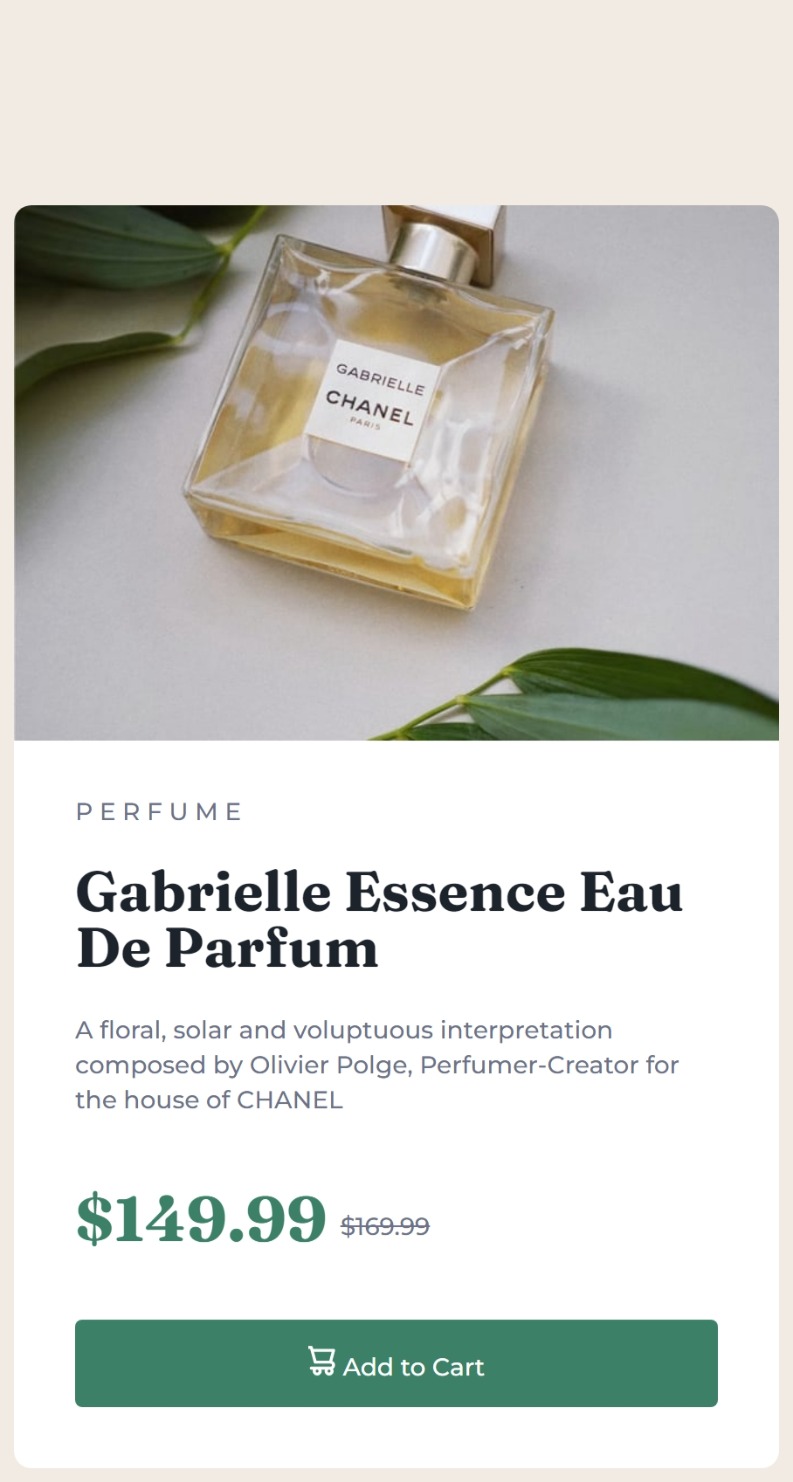 GABRIELLE
CHANEL
PARIS
PERFUME
Gabrielle Essence Eau
De Parfum
A floral, solar and voluptuous interpretation
composed by Olivier Polge, Perfumer-Creator for
the house of CHANEL
$149.99 $169.99
Add to Cart